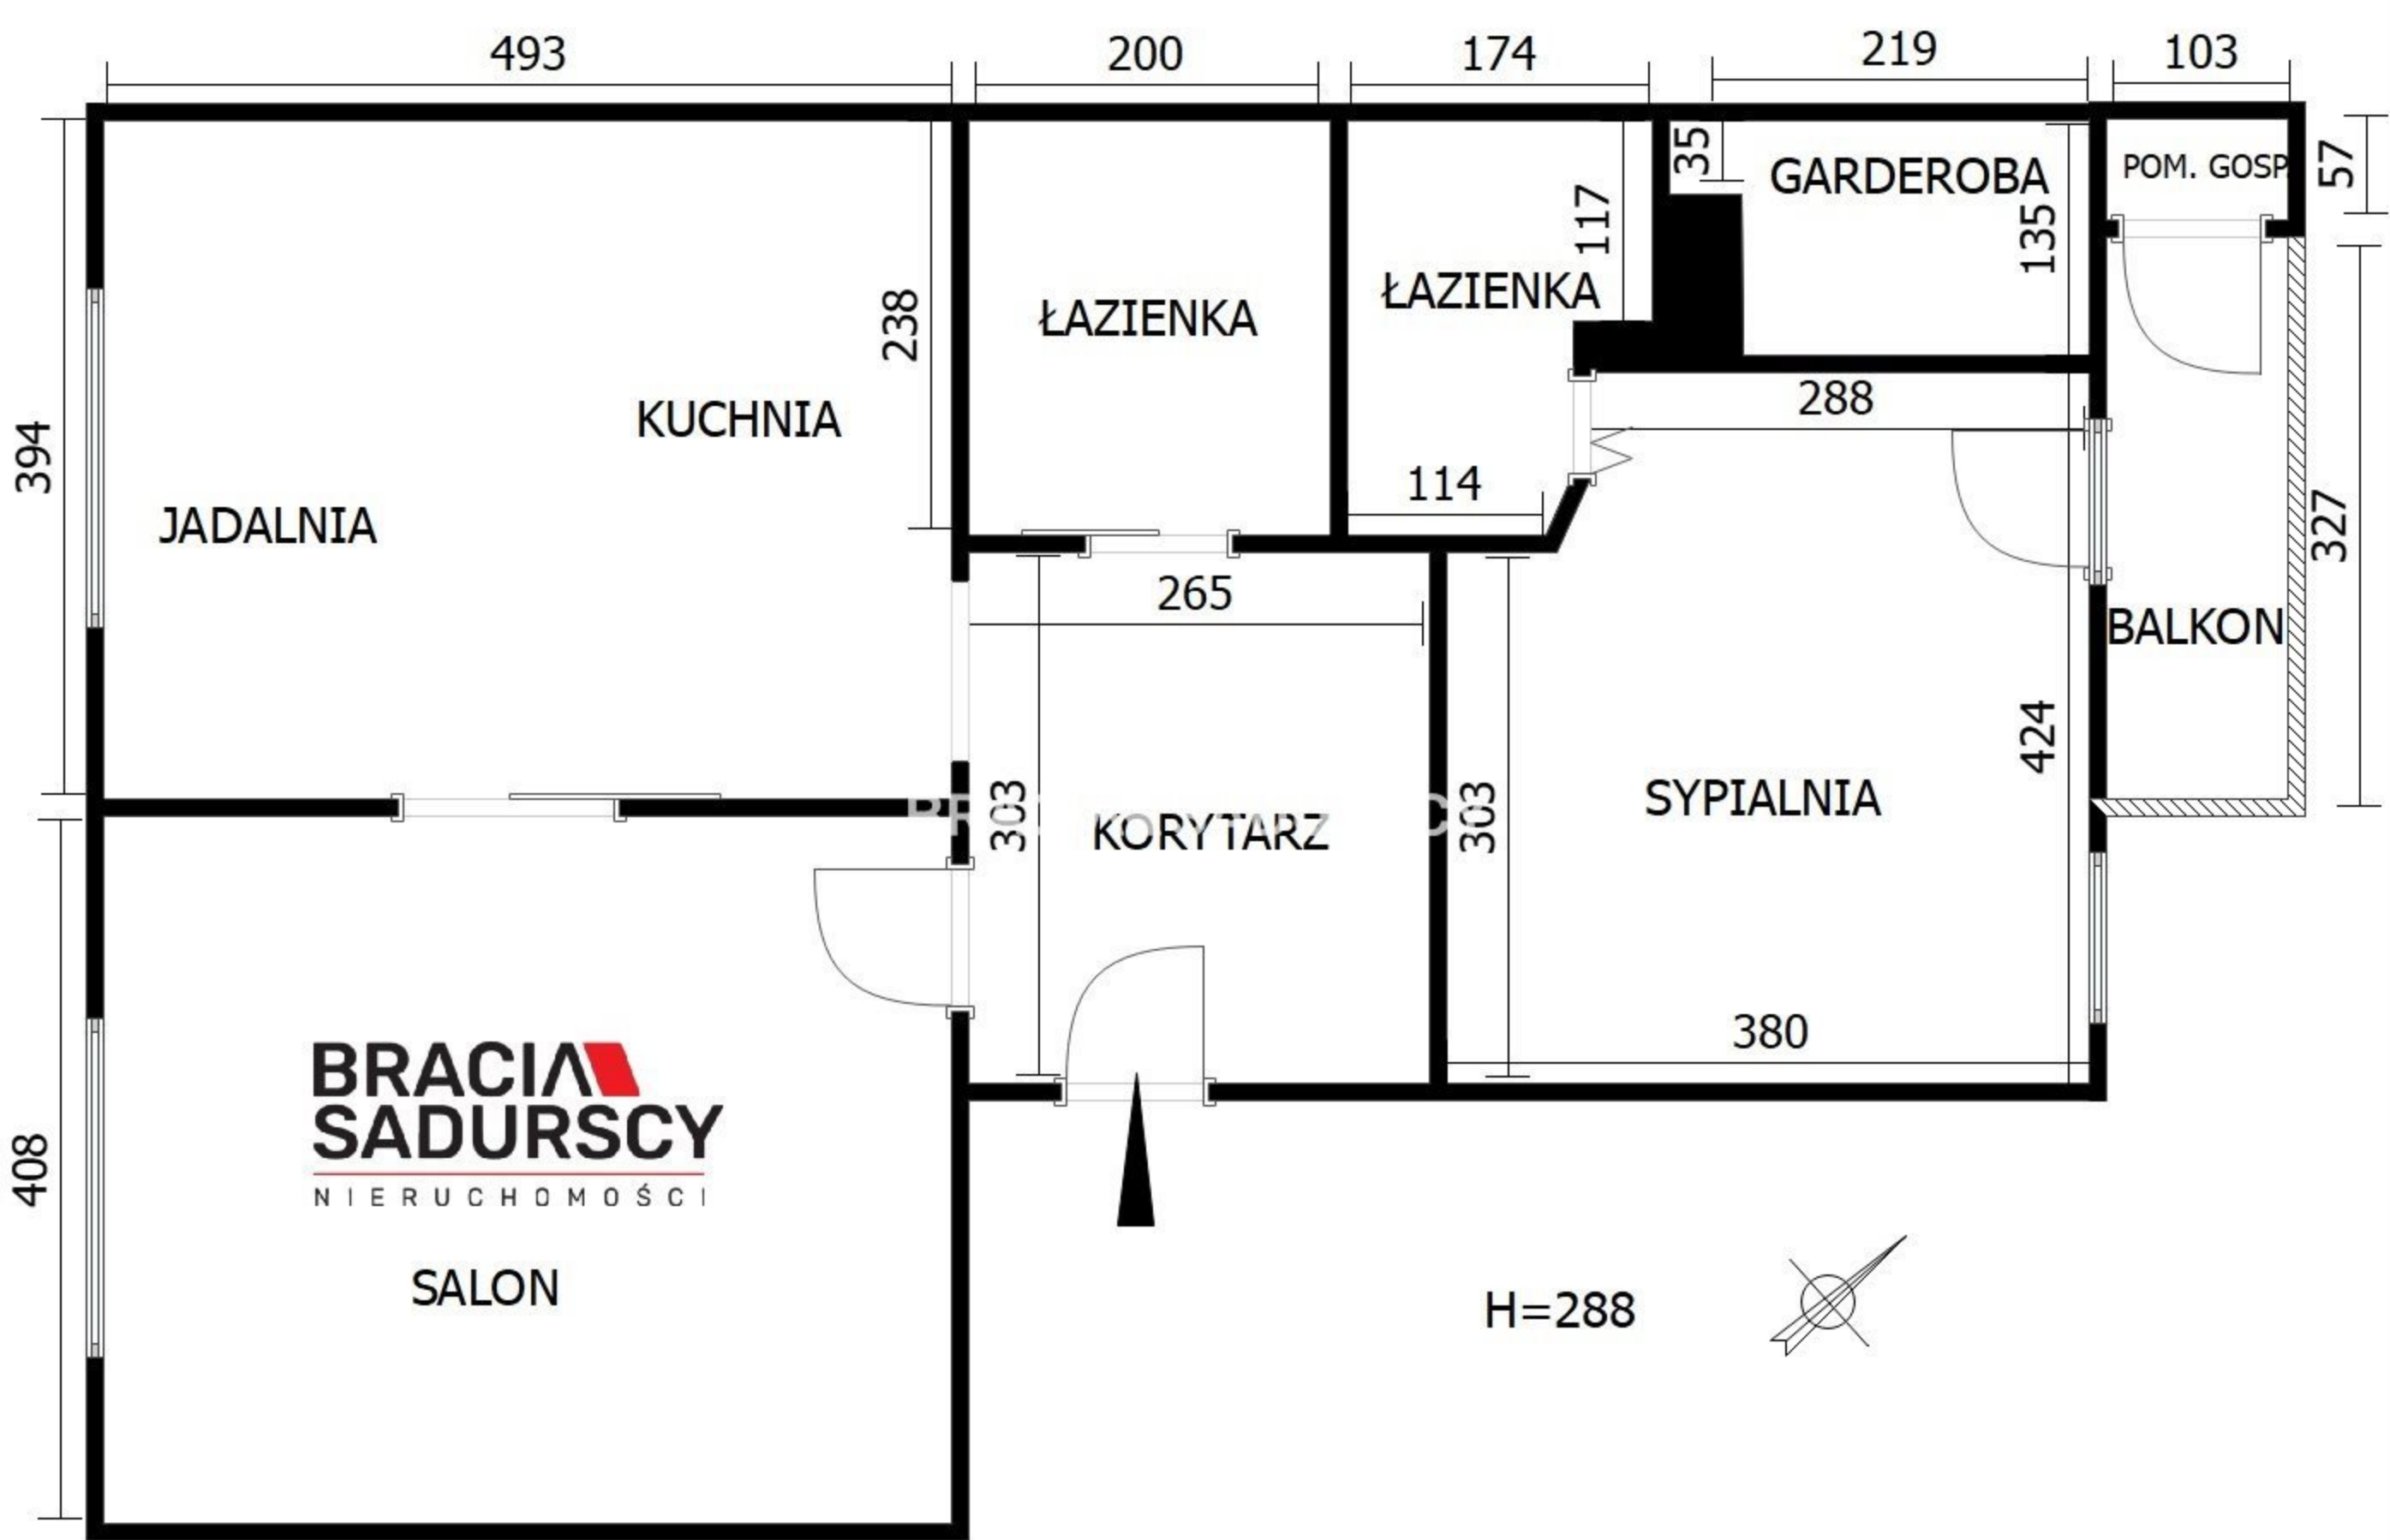 493
200
174
219
103
35
57
GARDEROBA
POM. GOSP.
117
135
ŁAZIENKA
ŁAZIENKA
238
288
KUCHNIA
394
114
JADALNIA
327
265
BALKON
424
SYPIALNIA
303
KORYTARZ
303
380
BRACIA
SADURSCY
NIERUCHOMOŚCI
408
SALON
H=288